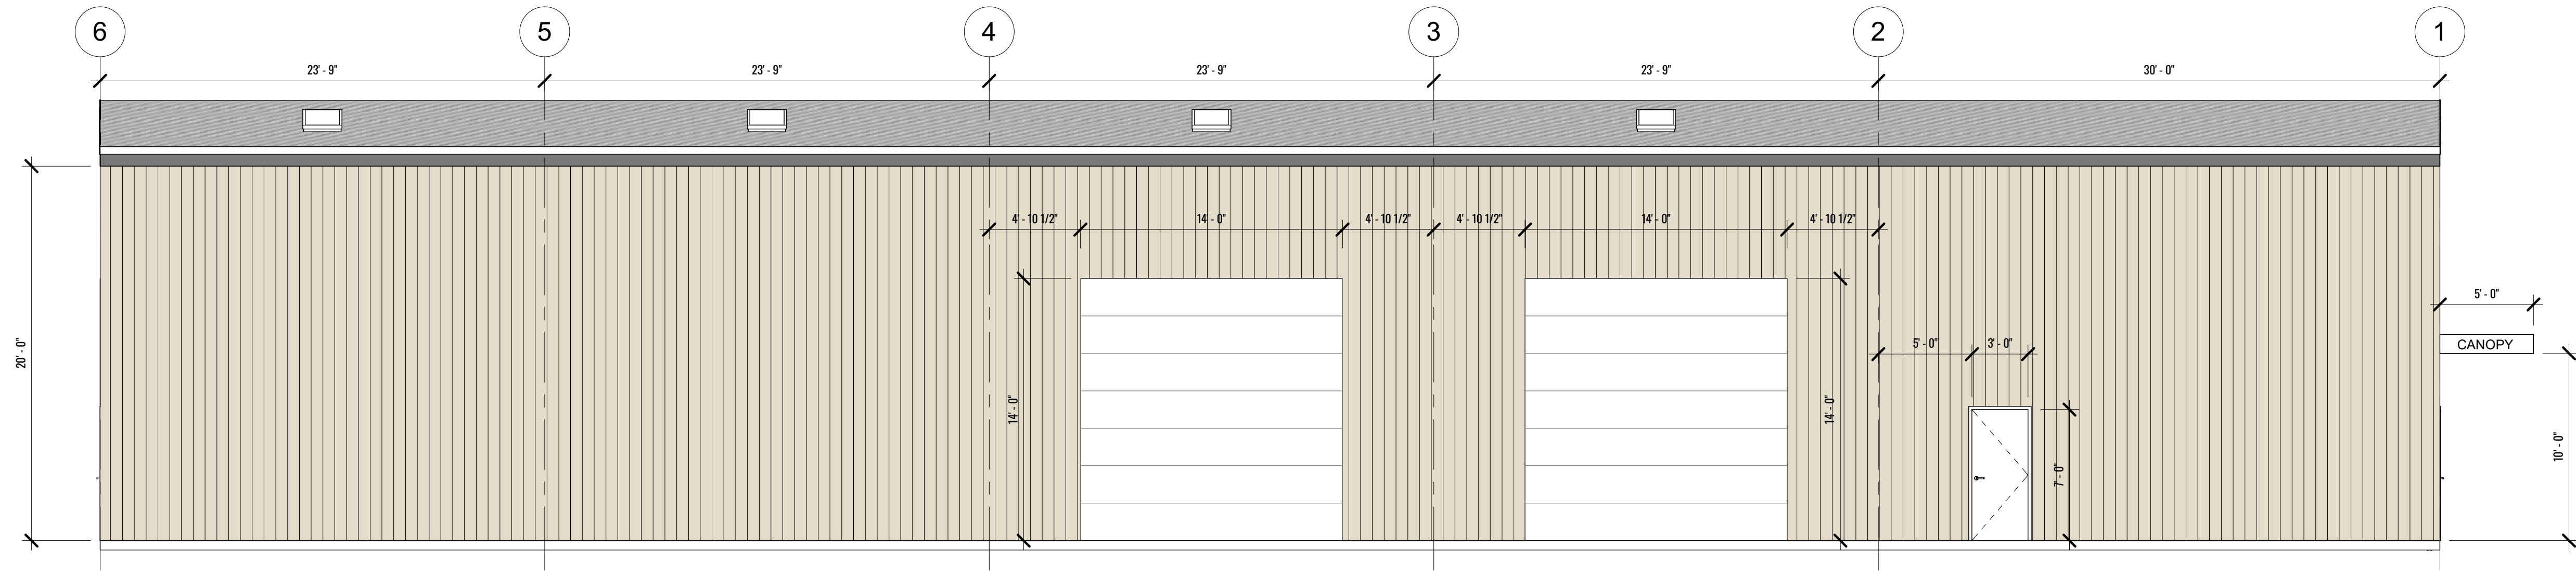 6 5 4 3 2 1
23' - 9" 23' - 9" 23' - 9" 23' - 9" 30' - 0"
4' - 10 1/2" 14' - 0" 4' - 10 1/2" 4' - 10 1/2" 14' - 0" 4' - 10 1/2"
5' - 0"
5' - 0" 3' - 0" CANOPY
20' - 0"
14' - 0" 14' - 0"
7' - 0" 10' - 0"